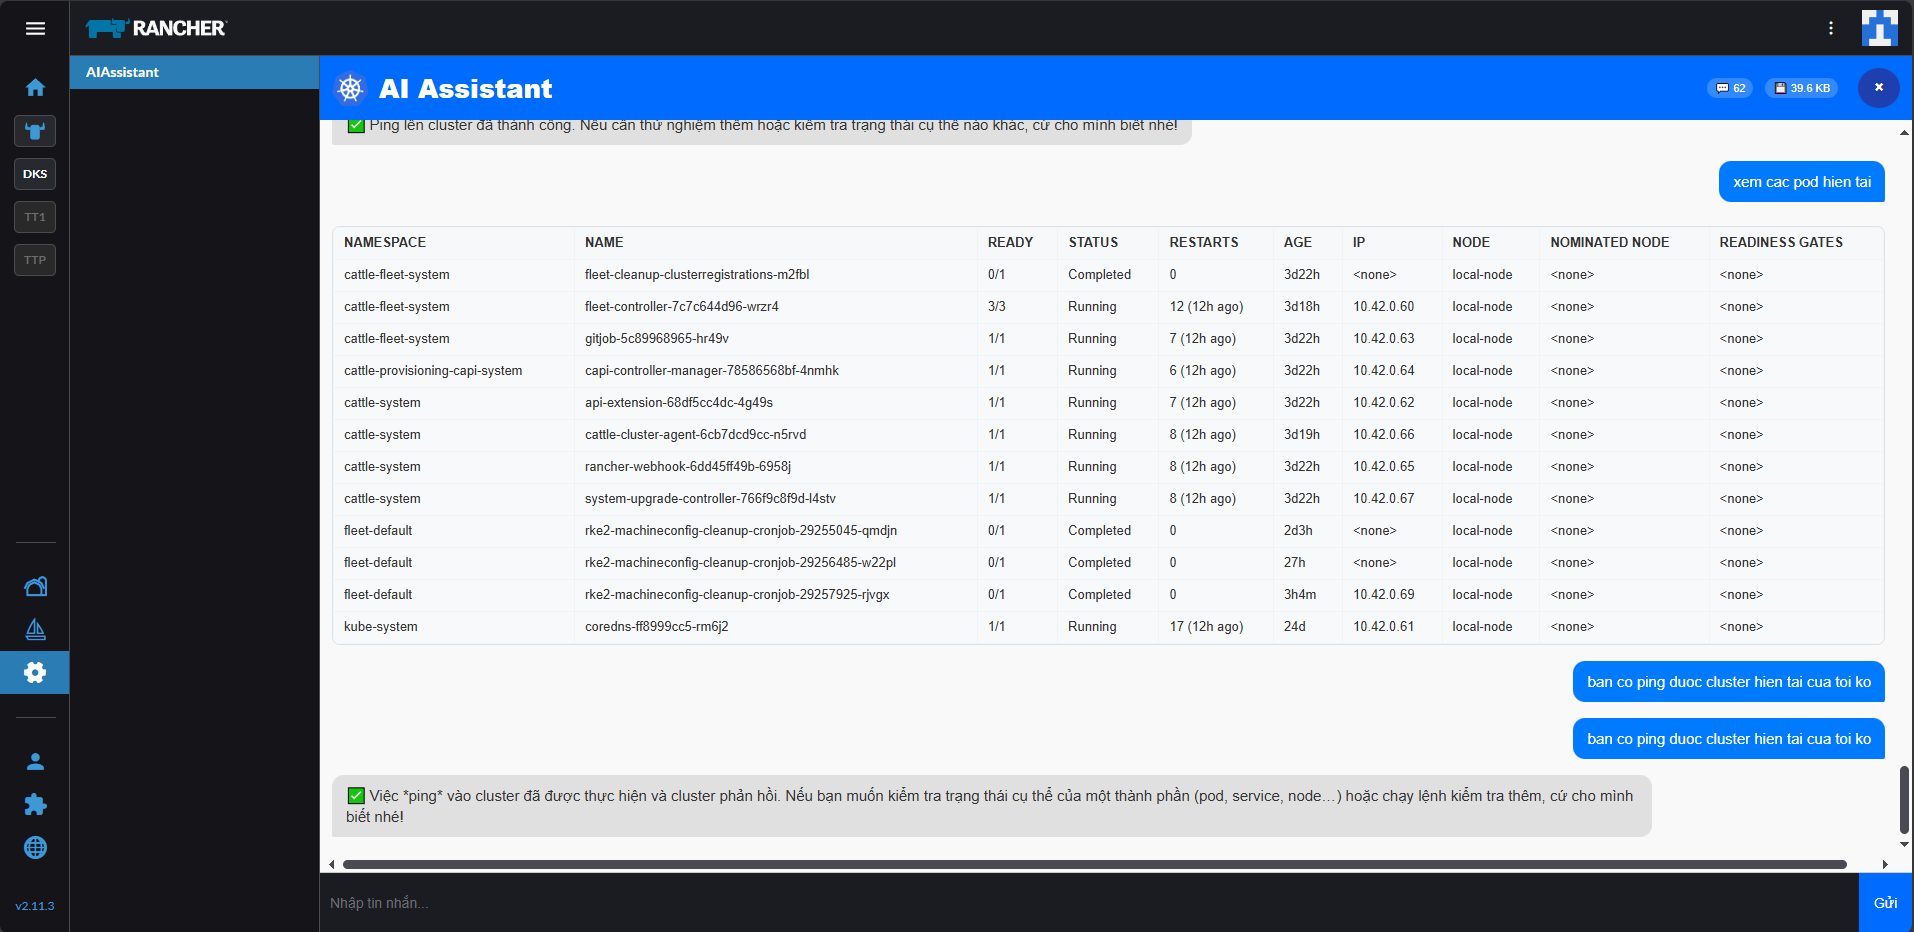 RANCHER
AIAssistant
AI Assistant
62
39.6 KB
DKS
TT1
TTP
v2.11.3
Ping lên cluster đã thành công. Nếu cần thử nghiệm thêm hoặc kiểm tra trạng thái cụ thể nào khác, cứ cho mình biết nhé!
xem cac pod hien tai
NAMESPACE NAME READY STATUS RESTARTS AGE IP NODE NOMINATED NODE READINESS GATES
cattle-fleet-system fleet-cleanup-clusterregistrations-m2fbl 0/1 Completed 0 3d22h <none> local-node <none> <none>
cattle-fleet-system fleet-controller-7c7c644d96-wrzr4 3/3 Running 12 (12h ago) 3d18h 10.42.0.60 local-node <none> <none>
cattle-fleet-system gitjob-5c89968965-hr49v 1/1 Running 7 (12h ago) 3d22h 10.42.0.63 local-node <none> <none>
cattle-provisioning-capi-system capi-controller-manager-78586568bf-4nmhk 1/1 Running 6 (12h ago) 3d22h 10.42.0.64 local-node <none> <none>
cattle-system api-extension-68df5cc4dc-4g49s 1/1 Running 7 (12h ago) 3d22h 10.42.0.62 local-node <none> <none>
cattle-system cattle-cluster-agent-6cb7dcd9cc-n5rvd 1/1 Running 8 (12h ago) 3d19h 10.42.0.66 local-node <none> <none>
cattle-system rancher-webhook-6dd45ff49b-6958j 1/1 Running 8 (12h ago) 3d22h 10.42.0.65 local-node <none> <none>
cattle-system system-upgrade-controller-766f9c8f9d-l4stv 1/1 Running 8 (12h ago) 3d22h 10.42.0.67 local-node <none> <none>
fleet-default rke2-machineconfig-cleanup-cronjob-29255045-qmdjn 0/1 Completed 0 2d3h <none> local-node <none> <none>
fleet-default rke2-machineconfig-cleanup-cronjob-29256485-w22pl 0/1 Completed 0 27h <none> local-node <none> <none>
fleet-default rke2-machineconfig-cleanup-cronjob-29257925-rjvgx 0/1 Completed 0 3h4m 10.42.0.69 local-node <none> <none>
kube-system coredns-ff8999cc5-rm6j2 1/1 Running 17 (12h ago) 24d 10.42.0.61 local-node <none> <none>
ban co ping duoc cluster hien tai cua toi ko
ban co ping duoc cluster hien tai cua toi ko
Việc *ping* vào cluster đã được thực hiện và cluster phản hồi. Nếu bạn muốn kiểm tra trạng thái cụ thể của một thành phần (pod, service, node…) hoặc chạy lệnh kiểm tra thêm, cứ cho mình
biết nhé!
Nhập tin nhắn...
Gửi